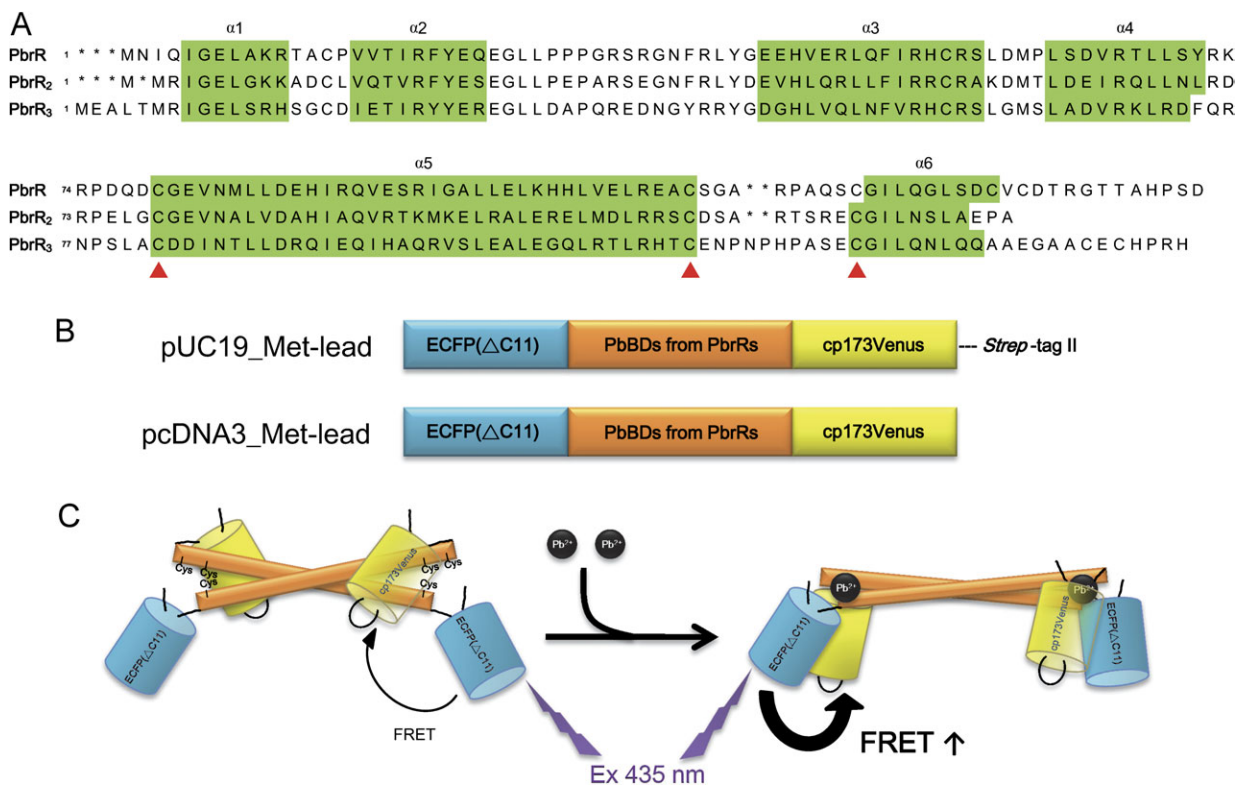 A
α1 α2 α3 α4
PbrR 1 * * * M N I Q I G E L A K R T A C P V V T I R F Y E Q E G L L P P P G R S R G N F R L Y G E E H V E R L Q F I R H C R S L D M P L S D V R T L L S Y R K
PbrR2 1 * * * M * M R I G E L G K K A D C L V Q T V R F Y E Q E G L L P E P A R S E G N F R L Y D E V H L Q R L L F I R R C R A K D M T L D E I R Q L L N L R D
PbrR3 1 M E A L T M R I G E L S R H S G C D I E T I R Y Y E R E G L L D A P Q R E D N G Y R R Y G D G H L V Q L N F V R H C R S L G M S L A D V R K L R D F Q R
α5 α6
PbrR 74 R P D Q D C G E V N M L L D E H I R Q V E S R I G A L L E L K H H L V E L R E A C S G A * * R P A Q S C G I L Q G L S D C V C D T R G T T A H P S D
PbrR2 73 R P E L G C G E V N A L V D A H I A Q V R T K M K E L R A L E R E L M D L R R S C D S A * * R T S R E C G I L N S L A E P A
PbrR3 77 N P S L A C D D I N T L L D R Q I E Q I H A Q R V S L E A L E G Q L R T L R H T C E N P N P H P A S E C G I L Q N L Q Q A A E G A A C E C H P R H
B
pUC19_Met-lead ECFP(△C11) PbBDs from PbrRs cp173Venus --- Strep-tag II
pcDNA3_Met-lead ECFP(△C11) PbBDs from PbrRs cp173Venus
C
Cys Cys Cys
cp173Venus
Cys Cys Cys
ECFP(△C11)
ECFP(△C11)
FRET
Pb2+ Pb2+
Ex 435 nm
Pb2+
Pb2+
ECFP(△C11)
cp173Venus
ECFP(△C11)
FRET ↑